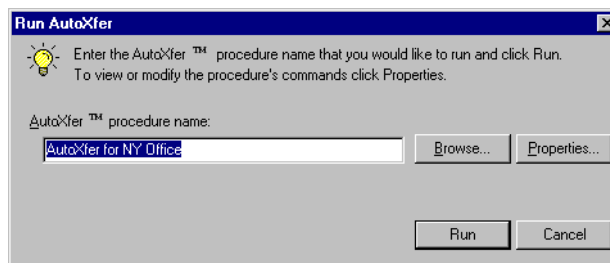 Run AutoXfer
Enter the AutoXfer ™ procedure name that you would like to run and click Run.
To view or modify the procedure's commands click Properties.
AutoXfer ™ procedure name:
AutoXfer for NY Office
Browse...
Properties...
Run
Cancel